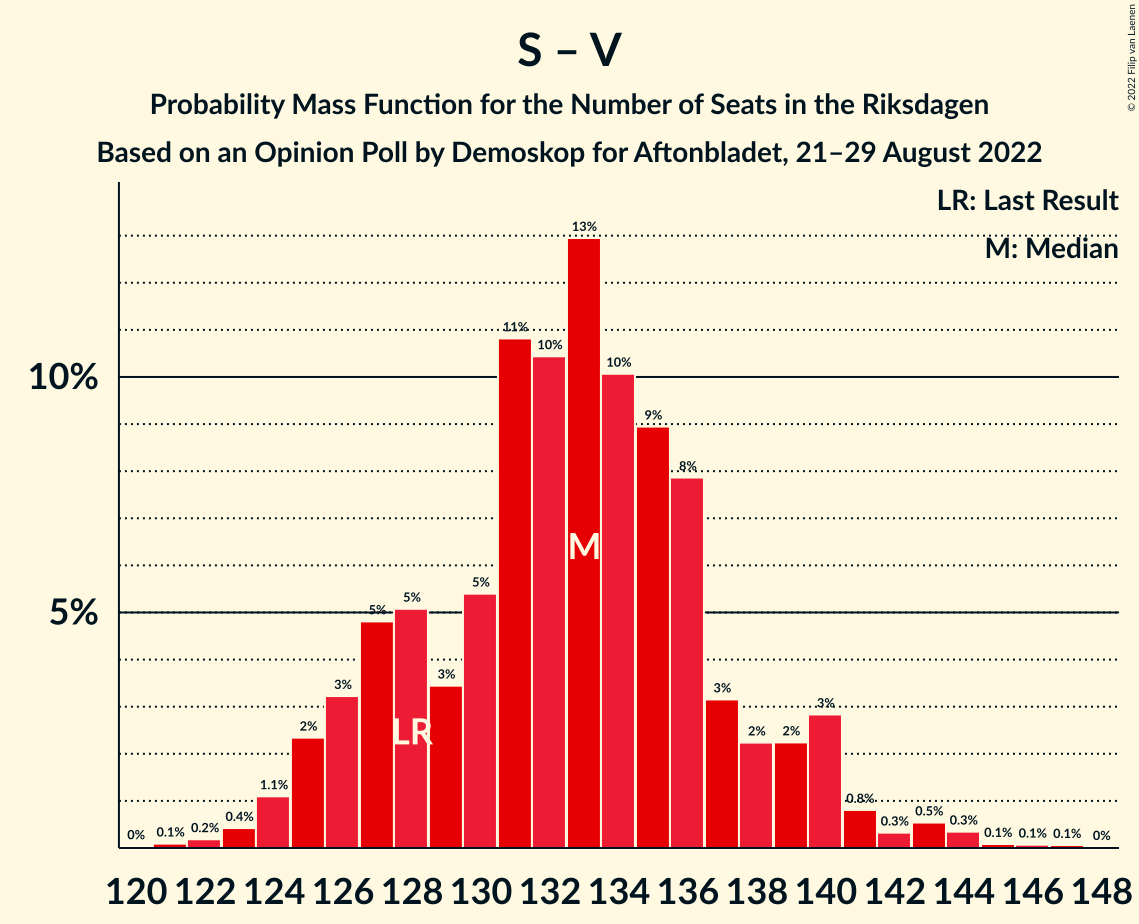 © 2022 Filip van Laenen
S – V
Probability Mass Function for the Number of Seats in the Riksdagen
Based on an Opinion Poll by Demoskop for Aftonbladet, 21–29 August 2022
LR: Last Result
M: Median
10%
5%
0% 0.1% 0.2% 0.4% 1.1% 2% 3% 5% 5% 3% 5% 11% 10% 13% 10% 9% 8% 3% 2% 2% 3% 0.8% 0.3% 0.5% 0.3% 0.1% 0.1% 0.1% 0%
M
LR
120 122 124 126 128 130 132 134 136 138 140 142 144 146 148